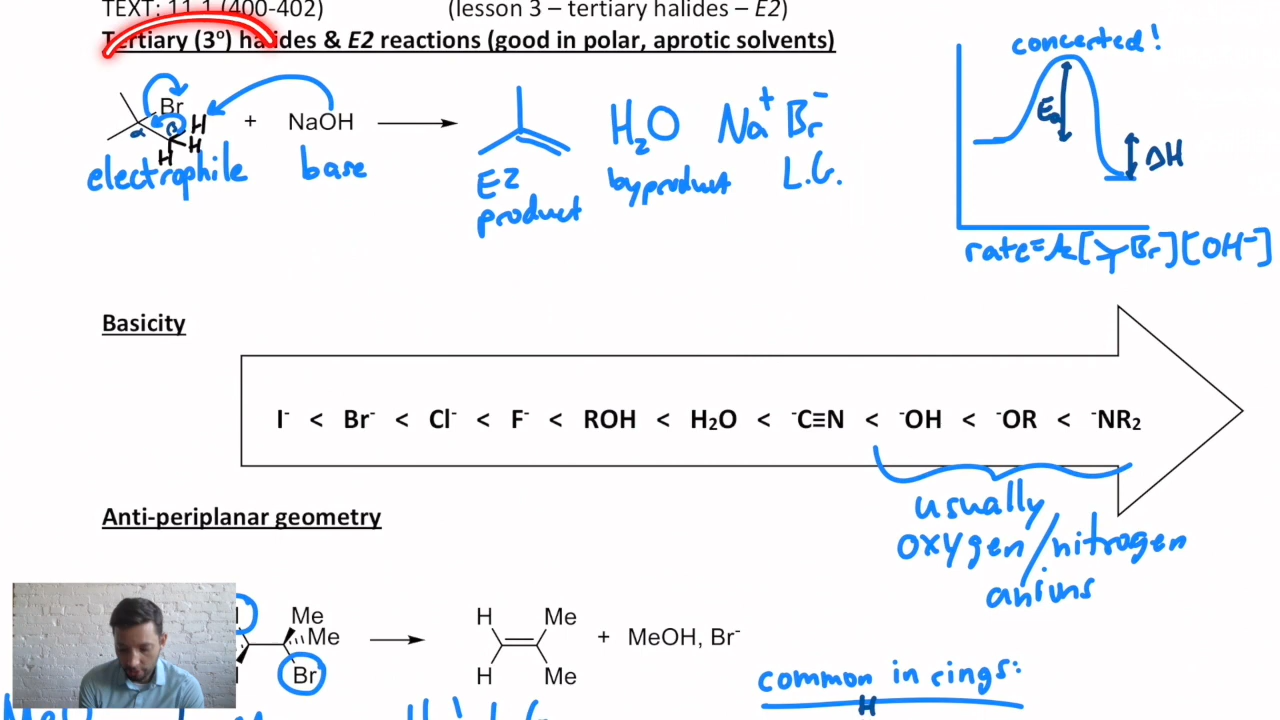 TEXT: 11.1 (400-402) (lesson 3 – tertiary halides – E2)
Tertiary (3°) halides & E2 reactions (good in polar, aprotic solvents)
concerted!
Br
H
α β
H
H
+ NaOH
H₂O Na⁺ Br⁻
Ea
ΔH
electrophile base
E2
product
byproduct L.G.
rate=k[Br][OH⁻]
Basicity
I⁻ < Br⁻ < Cl⁻ < F⁻ < ROH < H₂O < ⁻C≡N < ⁻OH < ⁻OR < ⁻NR₂
usually
oxygen/nitrogen
anions
Anti-periplanar geometry
Me
Me
Br
H Me
H Me
+ MeOH, Br⁻
common in rings:
H